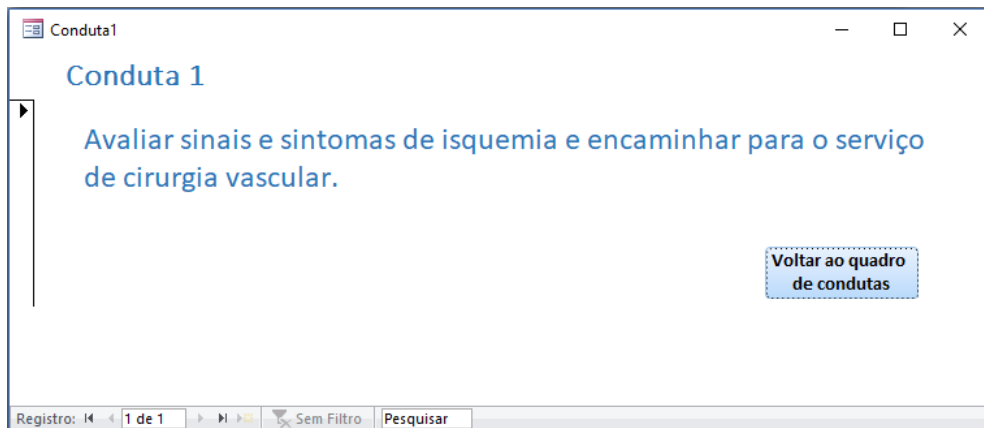 Conduta1
Conduta 1
Avaliar sinais e sintomas de isquemia e encaminhar para o serviço
de cirurgia vascular.
Voltar ao quadro
de condutas
Registro: 1 de 1 Sem Filtro Pesquisar